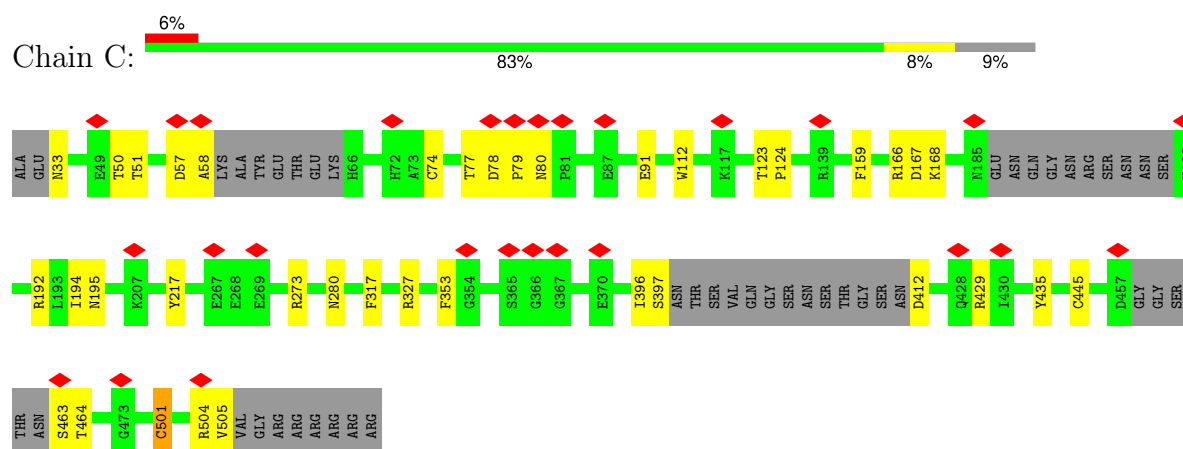 6%
Chain C:
83% 8% 9%
ALA GLU N33 E49 T50 T51 D57 A58 LYS ALA TYR GLU THR GLU LYS H66 H72 A73 C74 T77 D78 P79 N80 P81 E87 E91 W112 K117 T123 P124 R139 F159 R166 D167 K168 N185 GLU ASN GLN GLY ASN ARG SER ASN ASN SER
R192 L193 I194 N195 K207 Y217 E267 E268 E269 R273 N280 F317 R327 F353 G354 S365 G366 G367 E370 I396 S397 ASN THR SER VAL GLN GLY SER ASN SER THR GLY SER ASN D412 Q428 R429 I430 Y435 C445 D457 GLY GLY SER
THR ASN S463 T464 G473 C501 R504 V505 VAL GLY ARG ARG ARG ARG ARG ARG